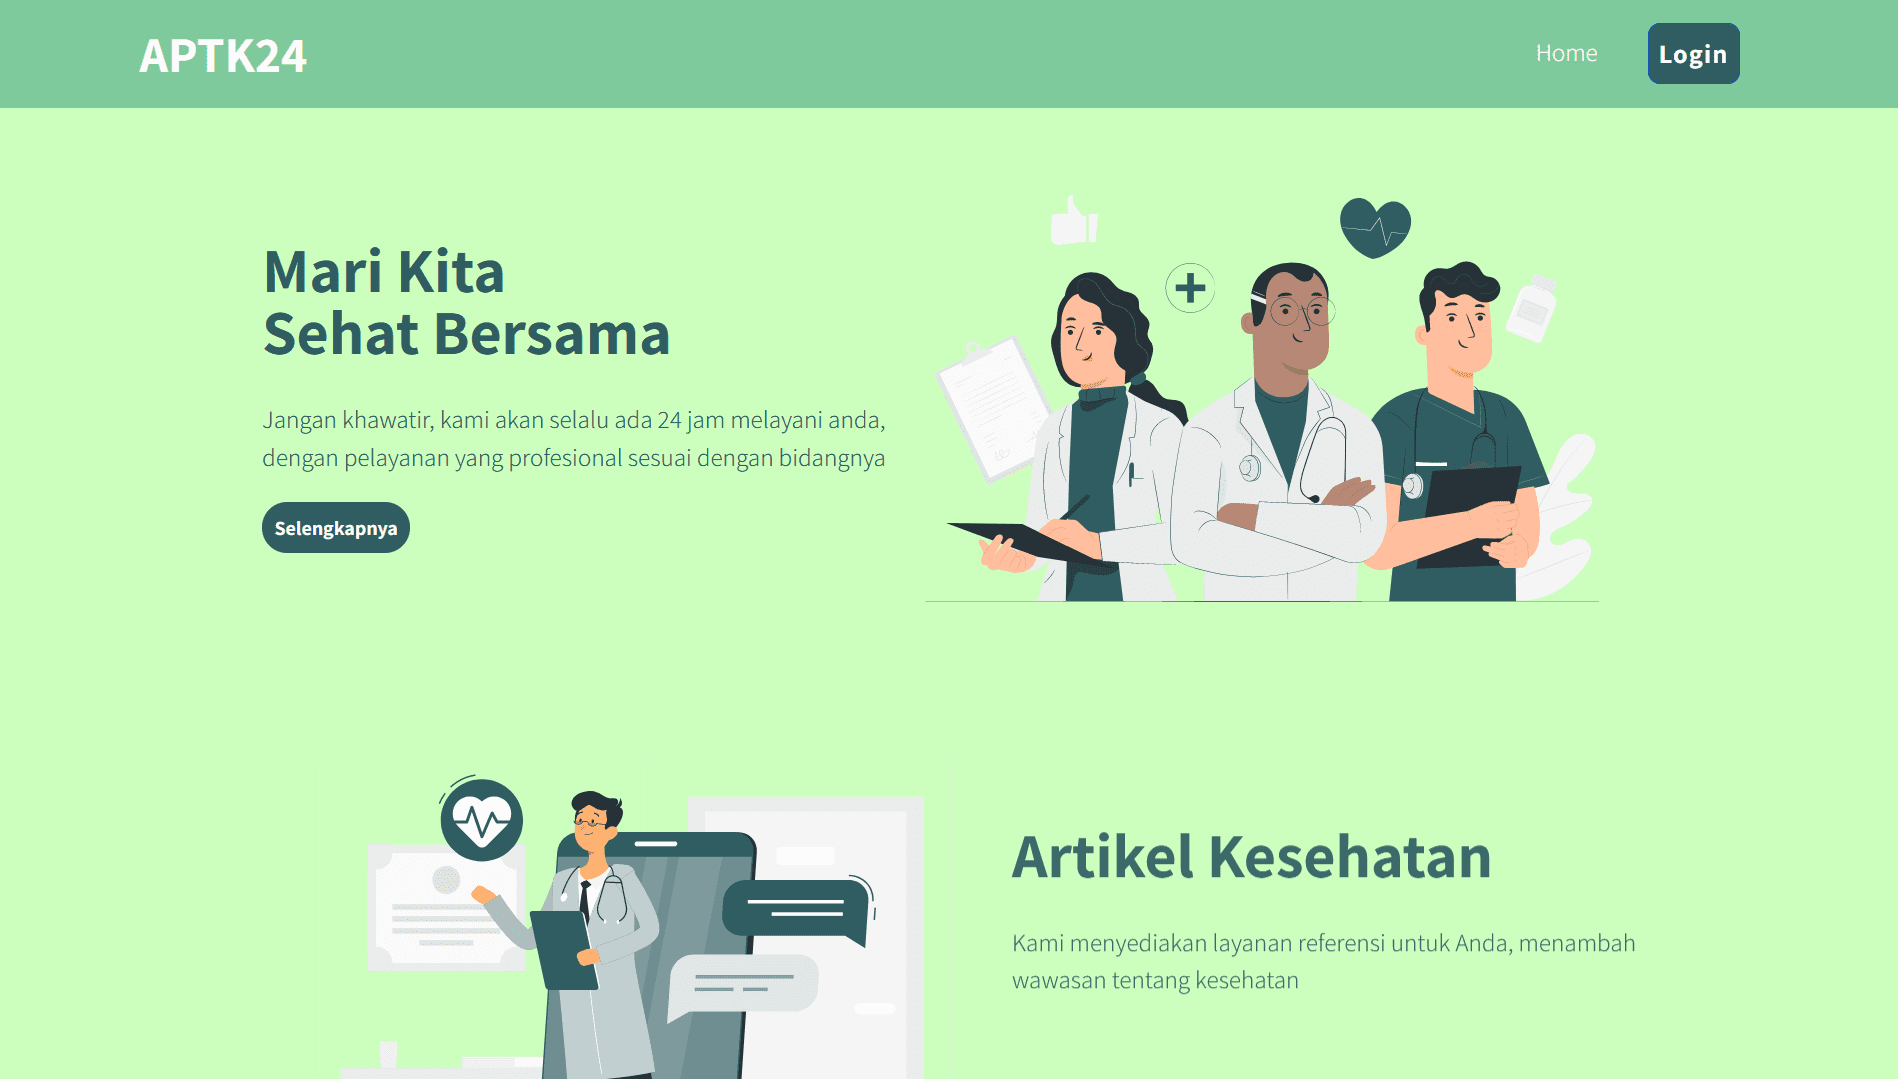 APTK24
Home
Login
Mari Kita
Sehat Bersama
Jangan khawatir, kami akan selalu ada 24 jam melayani anda,
dengan pelayanan yang profesional sesuai dengan bidangnya
Selengkapnya
Artikel Kesehatan
Kami menyediakan layanan referensi untuk Anda, menambah
wawasan tentang kesehatan